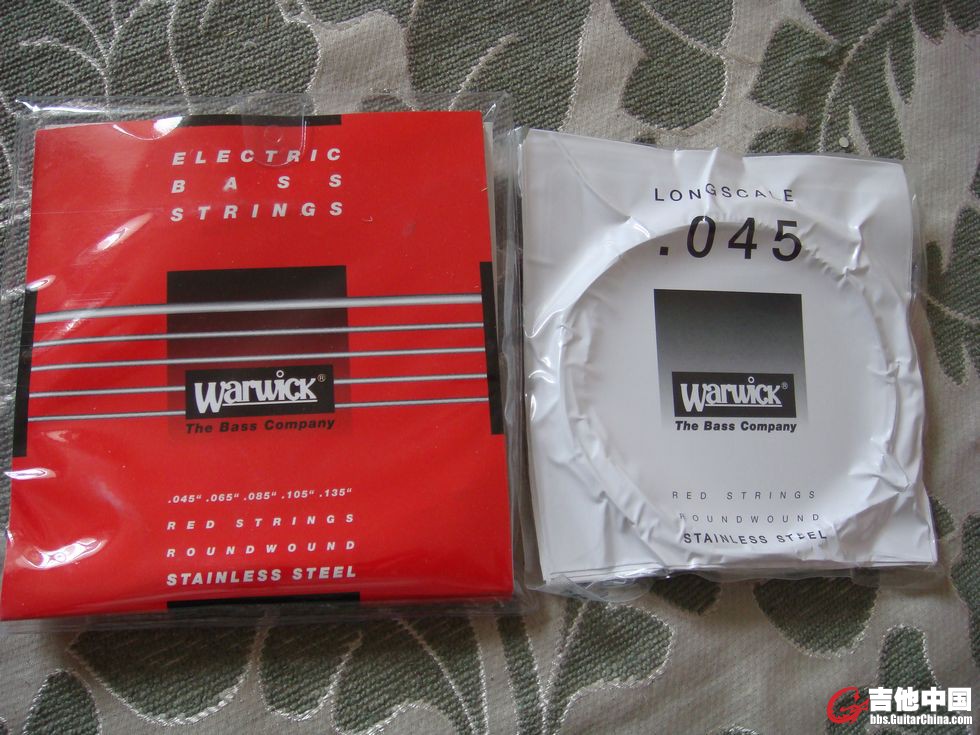 ELECTRIC
BASS
STRINGS
Warwick®
The Bass Company
.045“ .065“ .085“ .105“ .135“
RED STRINGS
ROUNDWOUND
STAINLESS STEEL
LONGSCALE
.045
Warwick®
The Bass Company
RED STRINGS
ROUNDWOUND
STAINLESS STEEL
吉他中国
bbs.GuitarChina.com